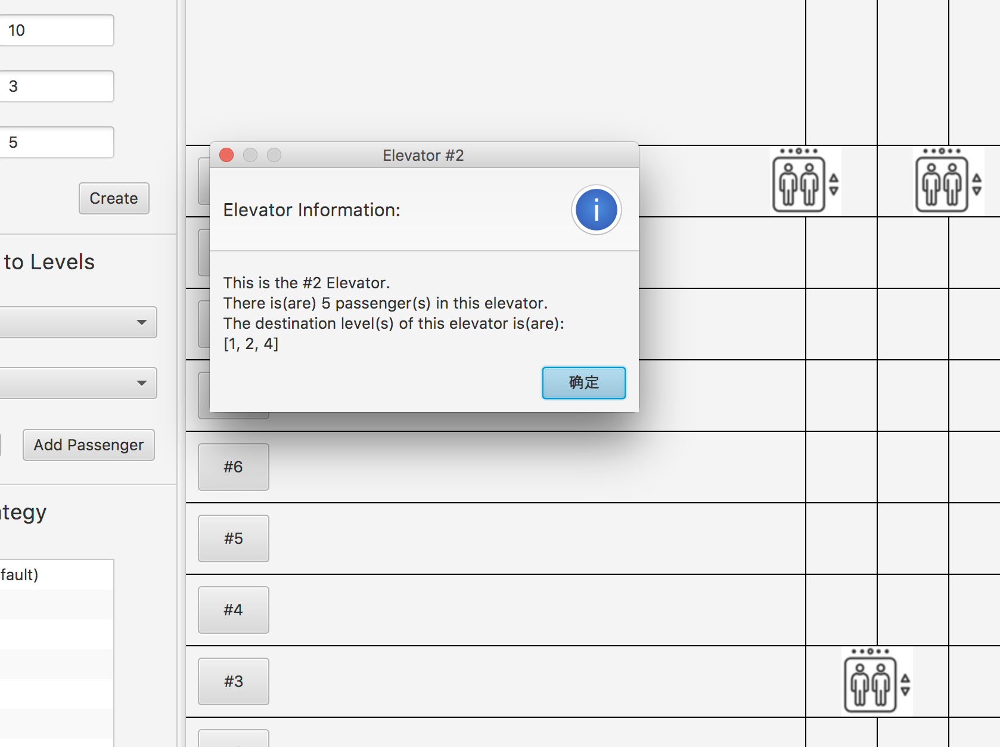 10
3
5
Create
to Levels
Add Passenger
tegy
fault)
Elevator #2
Elevator Information:
This is the #2 Elevator.
There is(are) 5 passenger(s) in this elevator.
The destination level(s) of this elevator is(are):
[1, 2, 4]
确定
#6
#5
#4
#3